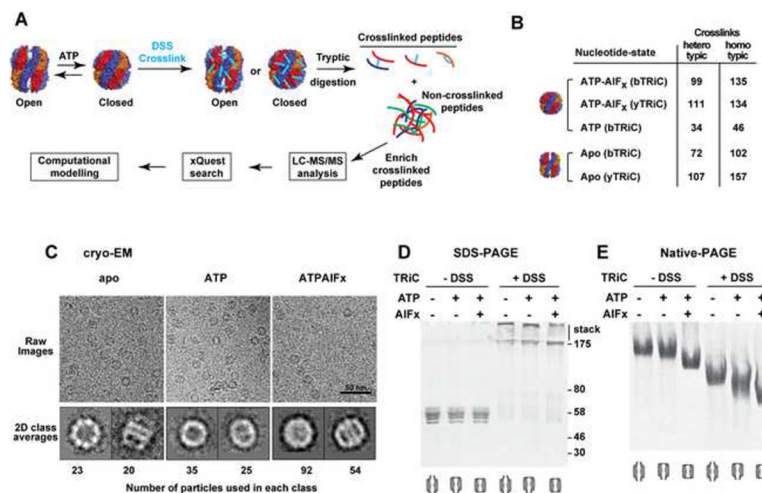 A
ATP
DSS
Crosslink
Open
Closed
Open
or
Closed
Tryptic
digestion
Crosslinked peptides
+
Non-crosslinked
peptides
Enrich
crosslinked
peptides
LC-MS/MS
analysis
xQuest
search
Computational
modelling
B
Crosslinks
Nucleotide-state hetero typic homo typic
ATP-AlFx (bTRiC) 99 135
ATP-AlFx (yTRiC) 111 134
ATP (bTRiC) 34 46
Apo (bTRiC) 72 102
Apo (yTRiC) 107 157
C cryo-EM
apo ATP ATPAlFx
Raw
Images
50 nm
2D class
averages
23 20 35 25 92 54
Number of particles used in each class
D SDS-PAGE
TRiC - DSS + DSS
ATP - + + - + +
AlFx + +
stack
175
80
58
46
30
E Native-PAGE
TRiC - DSS + DSS
ATP - + + - + +
AlFx + +